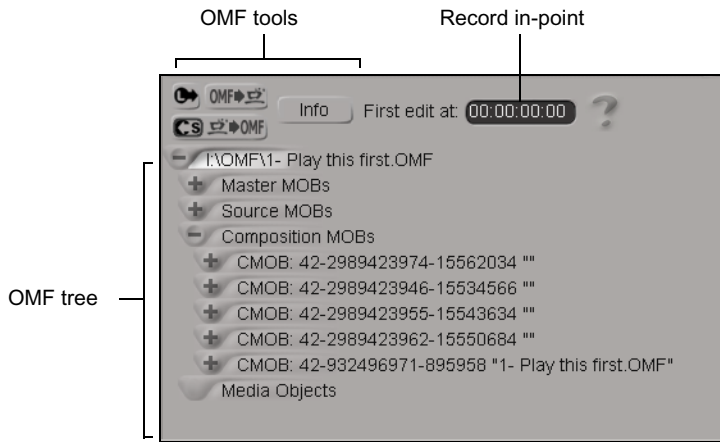 OMF tools
Record in-point
OMF
Info
First edit at: 00:00:00:00 ?
CS OMF
I:\OMF\1- Play this first.OMF
Master MOBs
Source MOBs
Composition MOBs
CMOB: 42-2989423974-15562034 ""
CMOB: 42-2989423946-15534566 ""
CMOB: 42-2989423955-15543634 ""
CMOB: 42-2989423962-15550684 ""
CMOB: 42-932496971-895958 "1- Play this first.OMF"
Media Objects
OMF tree